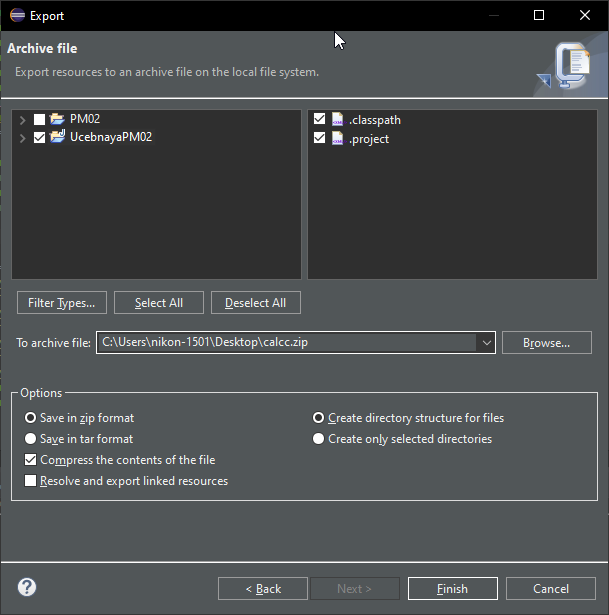 Export
Archive file
Export resources to an archive file on the local file system.
PM02
UcebnayaPM02
.classpath
.project
Filter Types...
Select All
Deselect All
To archive file:
C:\Users\nikon-1501\Desktop\calcc.zip
Browse...
Options
Save in zip format
Create directory structure for files
Save in tar format
Create only selected directories
Compress the contents of the file
Resolve and export linked resources
?
< Back
Next >
Finish
Cancel